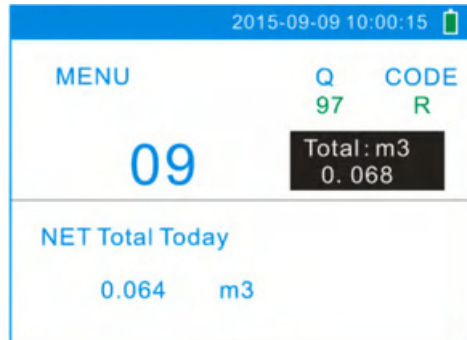 2015-09-09 10:00:15
MENU Q CODE
97 R
09 Total:m3
0.068
NET Total Today
0.064 m3